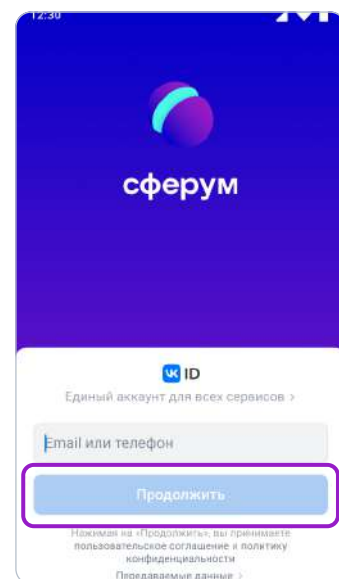 12:30
сферум
VK ID
Единый аккаунт для всех сервисов >
Email или телефон
Продолжить
Нажимая на «Продолжить», вы принимаете
пользовательское соглашение и политику
конфиденциальности
Передаваемые данные >